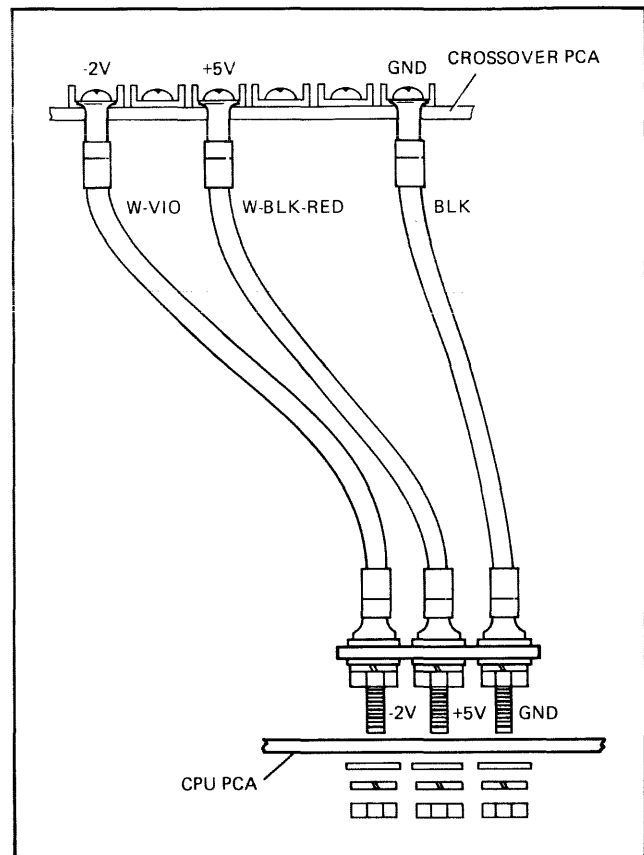 -2V +5V GND
CROSSOVER PCA
W-VIO W-BLK-RED BLK
-2V +5V GND
CPU PCA